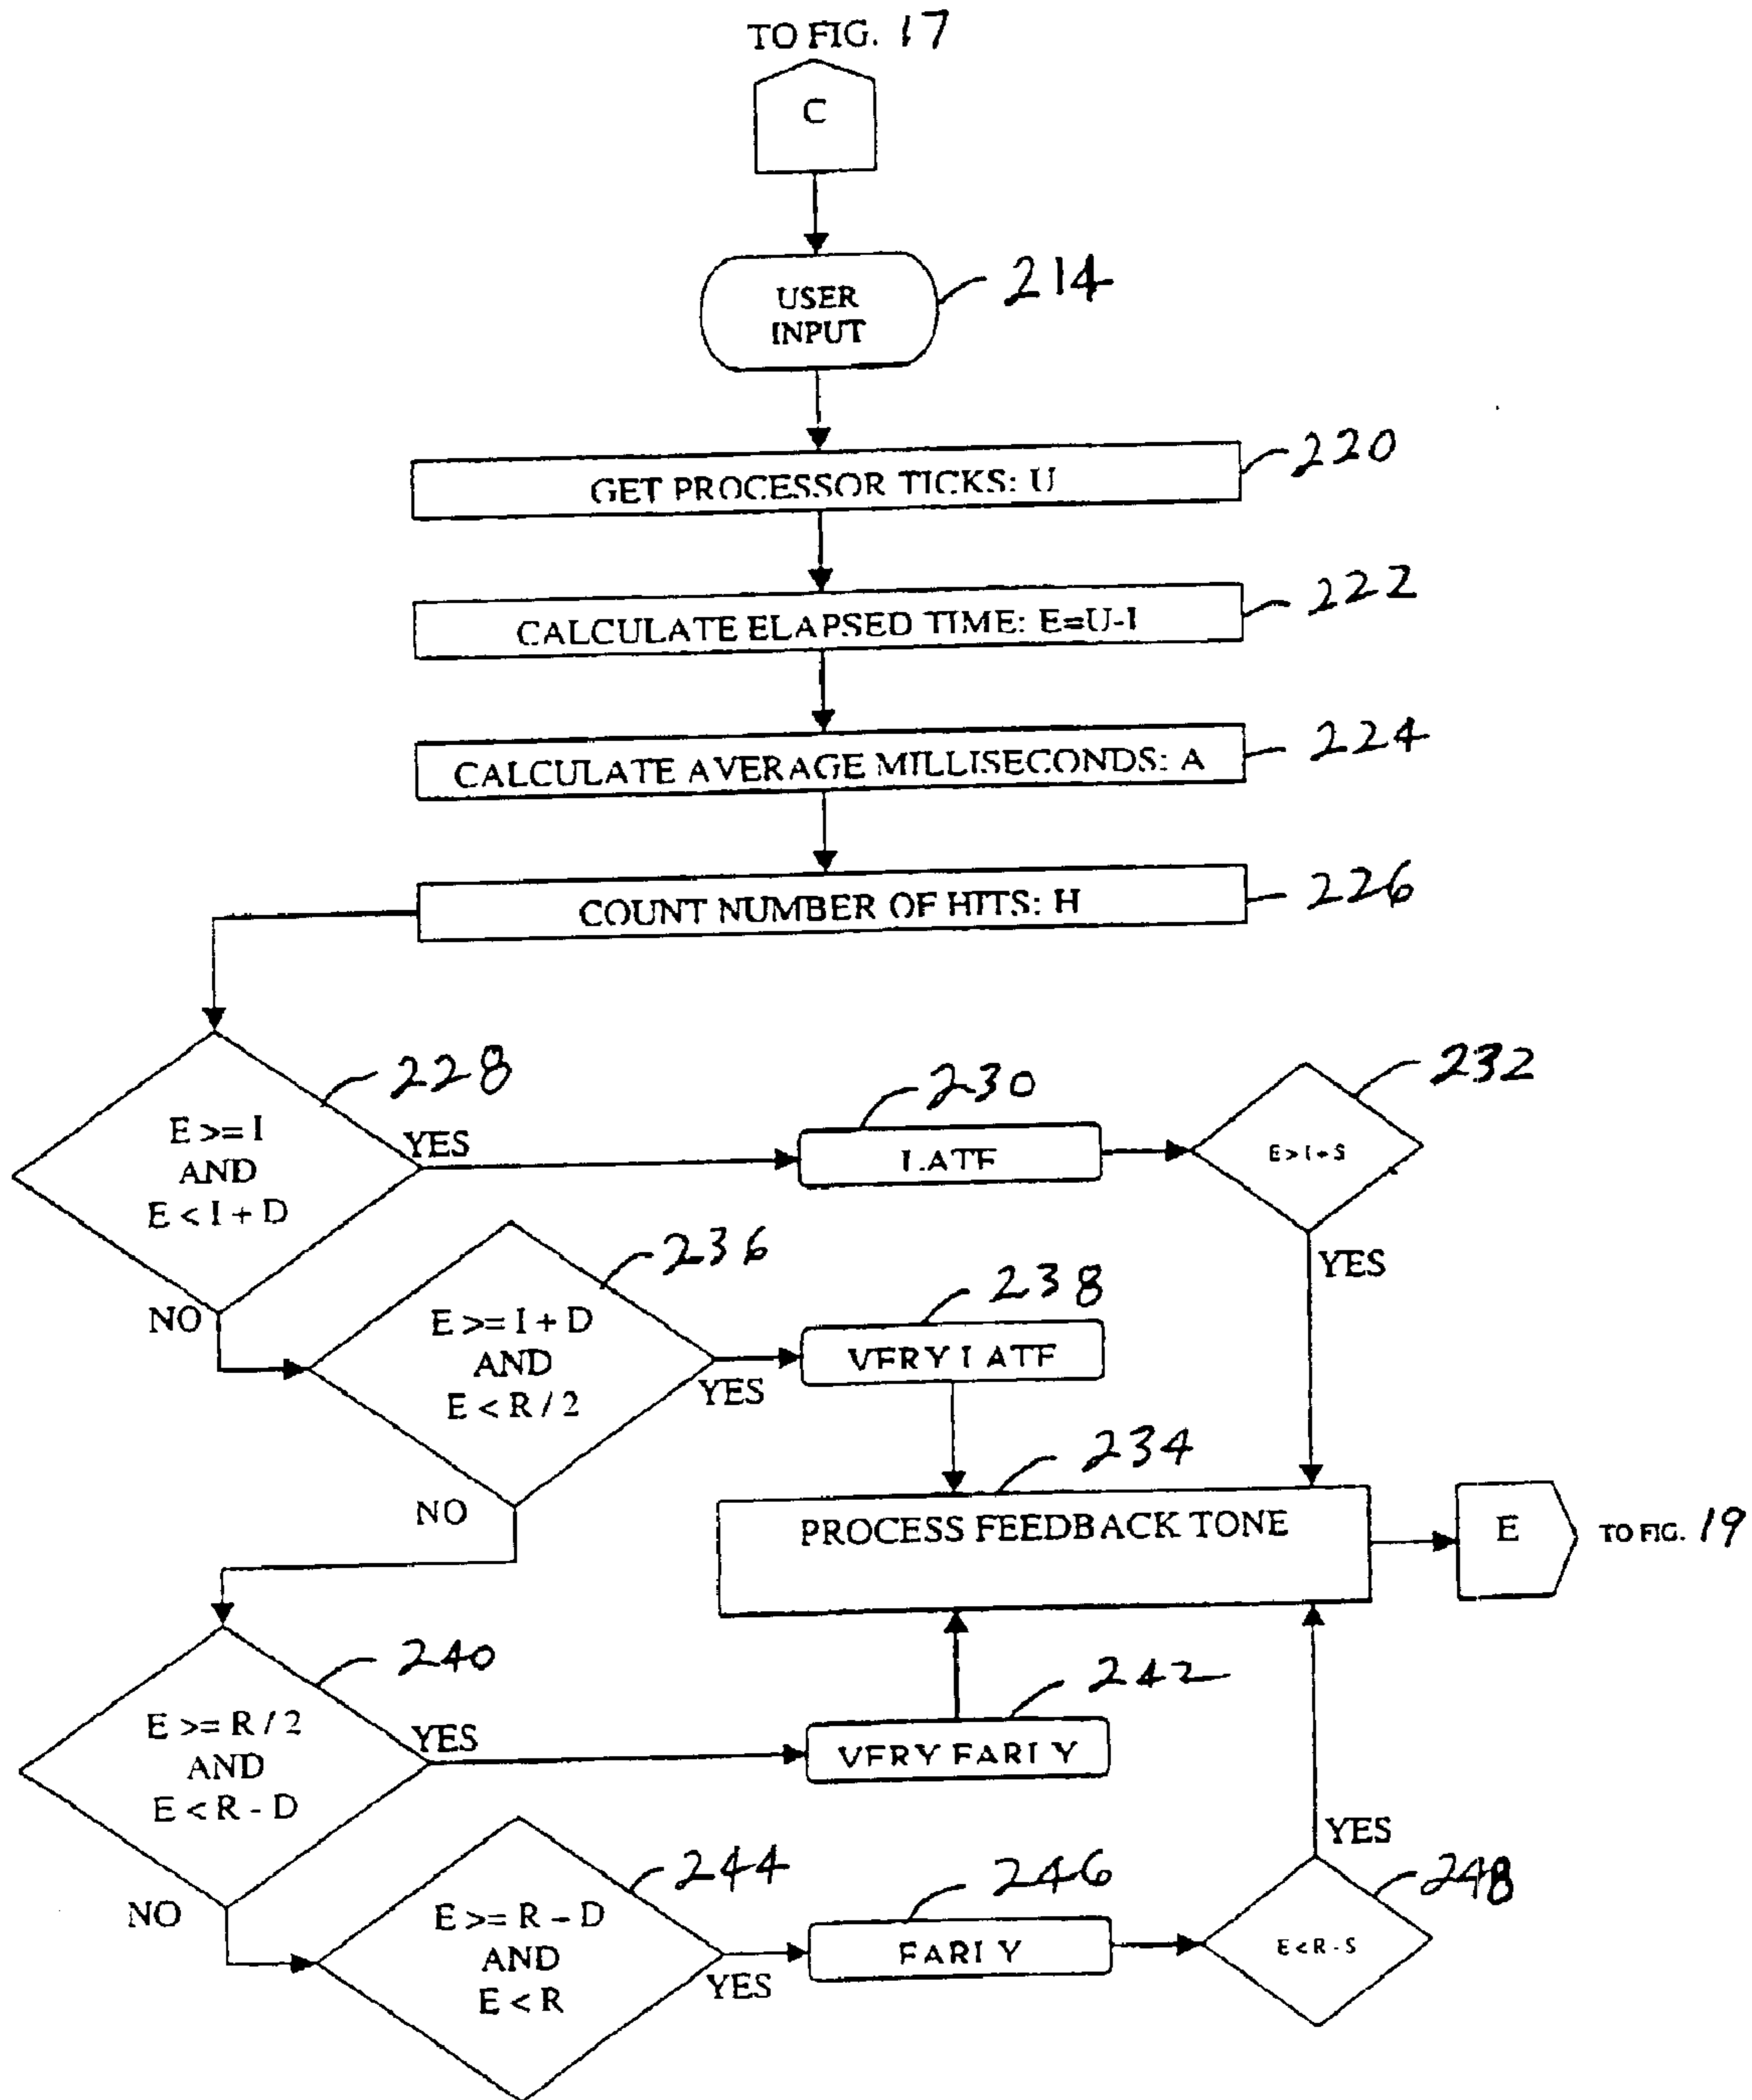 TO FIG. 17
C
USER
INPUT
214
GET PROCESSOR TICKS: U
220
CALCULATE ELAPSED TIME: E=U-I
222
CALCULATE AVERAGE MILLISECONDS: A
224
COUNT NUMBER OF HITS: H
226
E >= I
AND
E < I + D
228
YES
NO
LATE
230
E > I + S
232
YES
E >= I + D
AND
E < R / 2
236
YES
NO
VERY LATE
238
PROCESS FEEDBACK TONE
234
E
TO FIG. 19
E >= R / 2
AND
E < R - D
240
YES
NO
VERY EARLY
242
E >= R - D
AND
E < R
244
YES
EARLY
246
E < R - S
248
YES